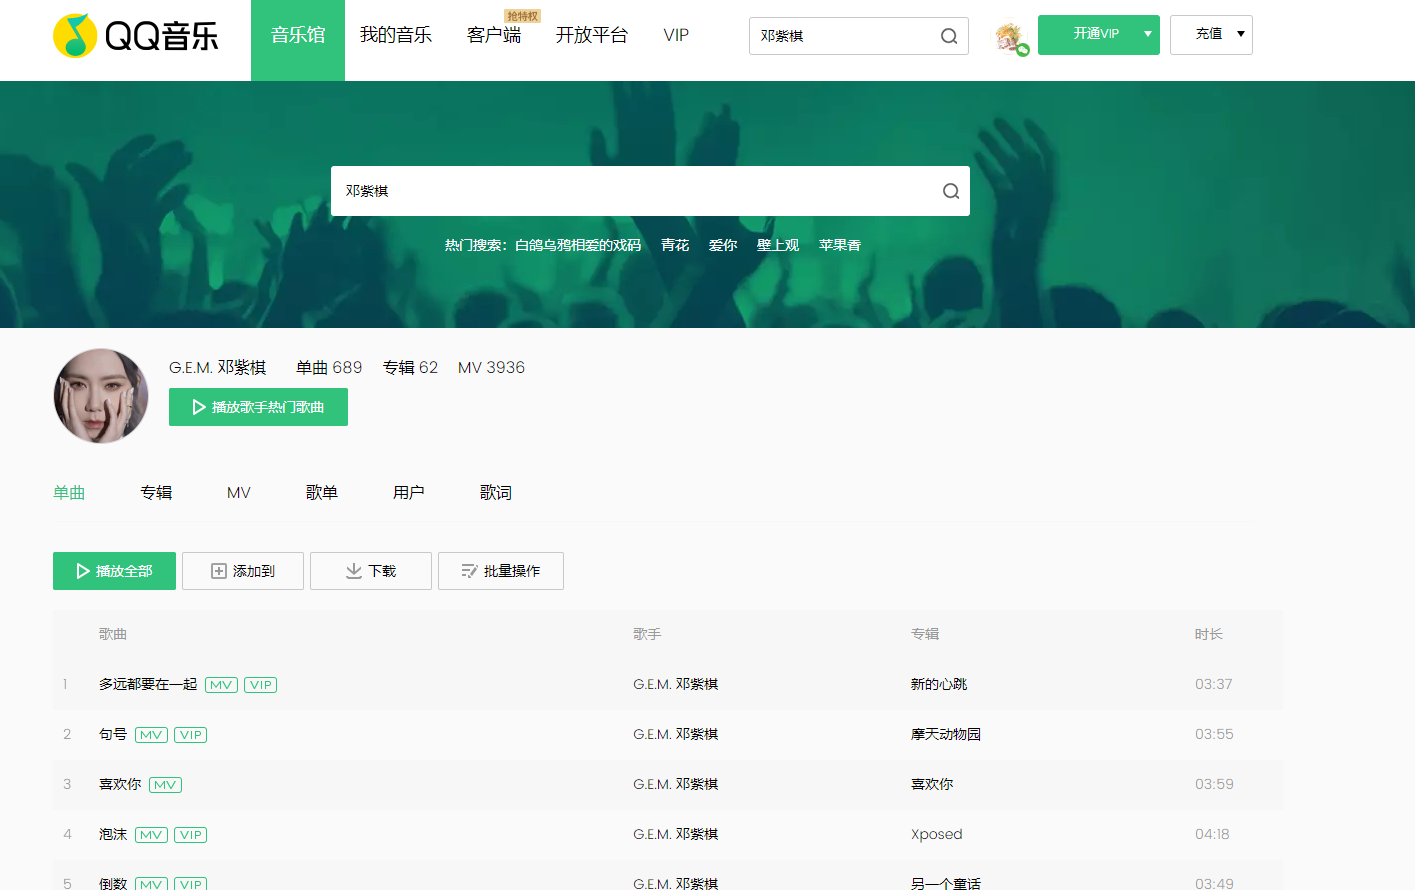 QQ音乐 音乐馆 我的音乐 客户端 抢特权 开放平台 VIP 邓紫棋 开通VIP 充值
邓紫棋
热门搜索: 白鸽乌鸦相爱的戏码 青花 爱你 壁上观 苹果香
G.E.M. 邓紫棋 单曲 689 专辑 62 MV 3936
播放歌手热门歌曲
单曲 专辑 MV 歌单 用户 歌词
播放全部 添加到 下载 批量操作
歌曲 歌手 专辑 时长
1 多远都要在一起 MV VIP G.E.M. 邓紫棋 新的心跳 03:37
2 句号 MV VIP G.E.M. 邓紫棋 摩天动物园 03:55
3 喜欢你 MV G.E.M. 邓紫棋 喜欢你 03:59
4 泡沫 MV VIP G.E.M. 邓紫棋 Xposed 04:18
5 倒数 MV VIP G.E.M. 邓紫棋 另一个童话 03:49